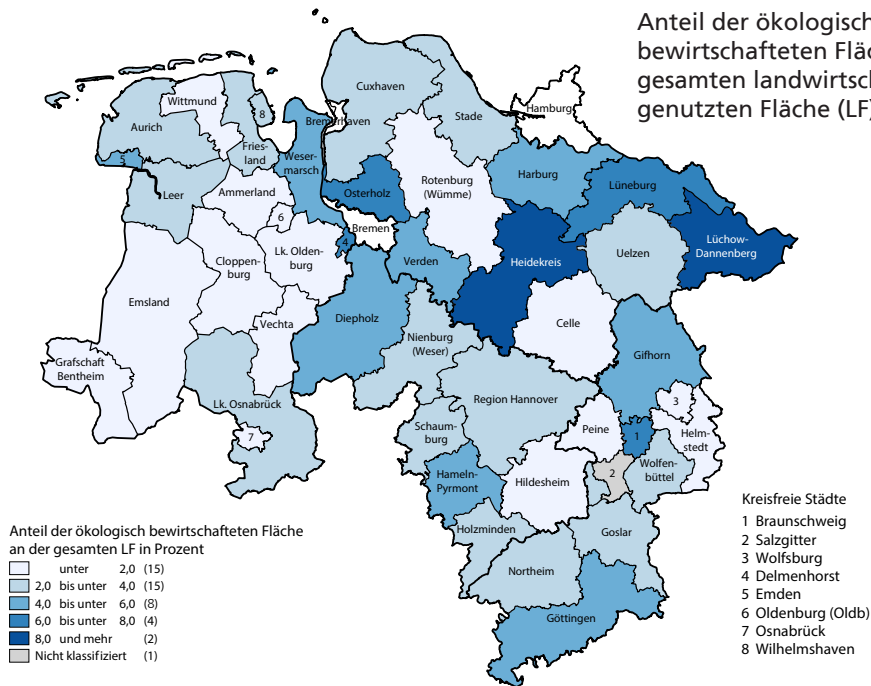 Anteil der ökologisch
bewirtschafteten Fläc
gesamten landwirtsch
genutzten Fläche (LF)
Hamburg
Cuxhaven
Wittmund
8
Bremerhaven
Stade
Aurich
Fries-
land
Weser-
marsch
5
Harburg
Lüneburg
Leer
Ammerland
Osterholz
Rotenburg
(Wümme)
6
Bremen
4
Lüchow-
Dannenberg
Cloppen-
burg
Lk. Olden-
burg
Verden
Heidekreis
Uelzen
Emsland
Vechta
Diepholz
Celle
Nienburg
(Weser)
Gifhorn
Grafschaft
Bentheim
Lk. Osnabrück
Region Hannover
3
Schaum-
burg
Peine
1
Helm-
stedt
7
Hameln-
Pyrmont
Hildesheim
2
Wolfen-
büttel
Holzminden
Goslar
Northeim
Göttingen
Anteil der ökologisch bewirtschafteten Fläche
an der gesamten LF in Prozent
unter 2,0 (15)
2,0 bis unter 4,0 (15)
4,0 bis unter 6,0 (8)
6,0 bis unter 8,0 (4)
8,0 und mehr (2)
Nicht klassifiziert (1)
Kreisfreie Städte
1 Braunschweig
2 Salzgitter
3 Wolfsburg
4 Delmenhorst
5 Emden
6 Oldenburg (Oldb)
7 Osnabrück
8 Wilhelmshaven